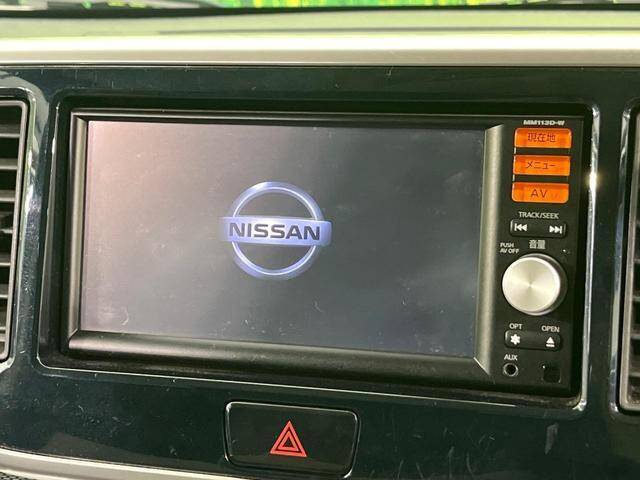 MM113D-W
現在地
メニュー
AV
TRACK/SEEK
NISSAN
PUSH
AV OFF
音量
OPT
OPEN
AUX